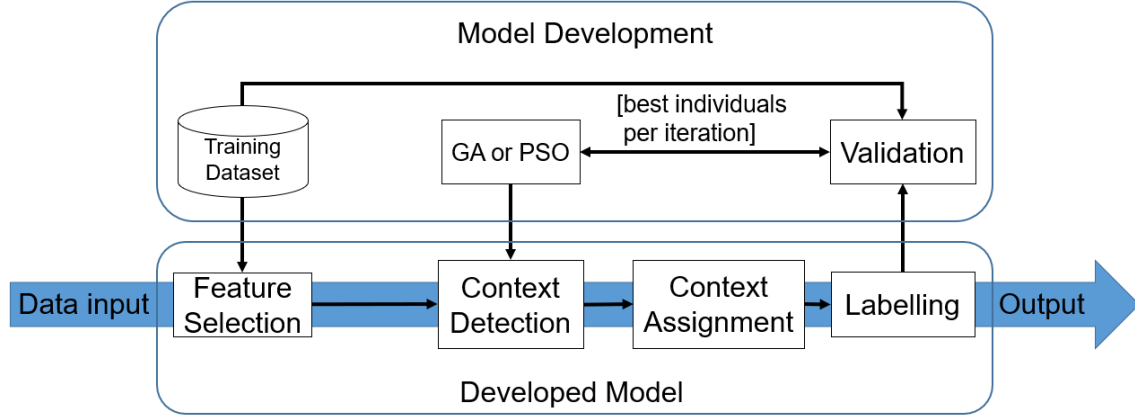 Model Development
[best individuals
per iteration]
Training
Dataset
GA or PSO
Validation
Data input
Feature
Selection
Context
Detection
Context
Assignment
Labelling
Output
Developed Model